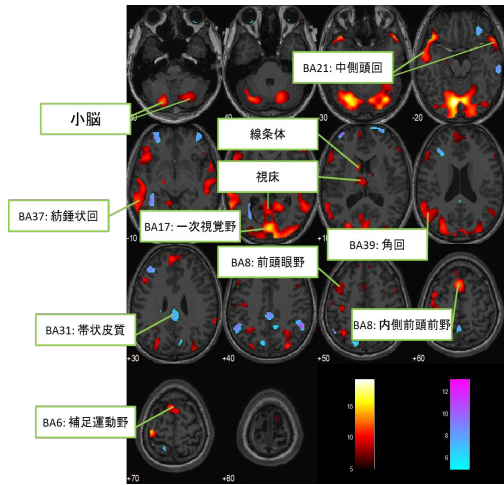 BA21: 中側頭回
小脳
-20
線条体
視床
BA37: 紡錘状回
-10
BA17: 一次視覚野
BA39: 角回
BA8: 前頭眼野
BA31: 帯状皮質
BA8: 内側前頭前野
+30
+40
+50
+60
BA6: 補足運動野
+70
+80
15
10
5
12
10
8
6